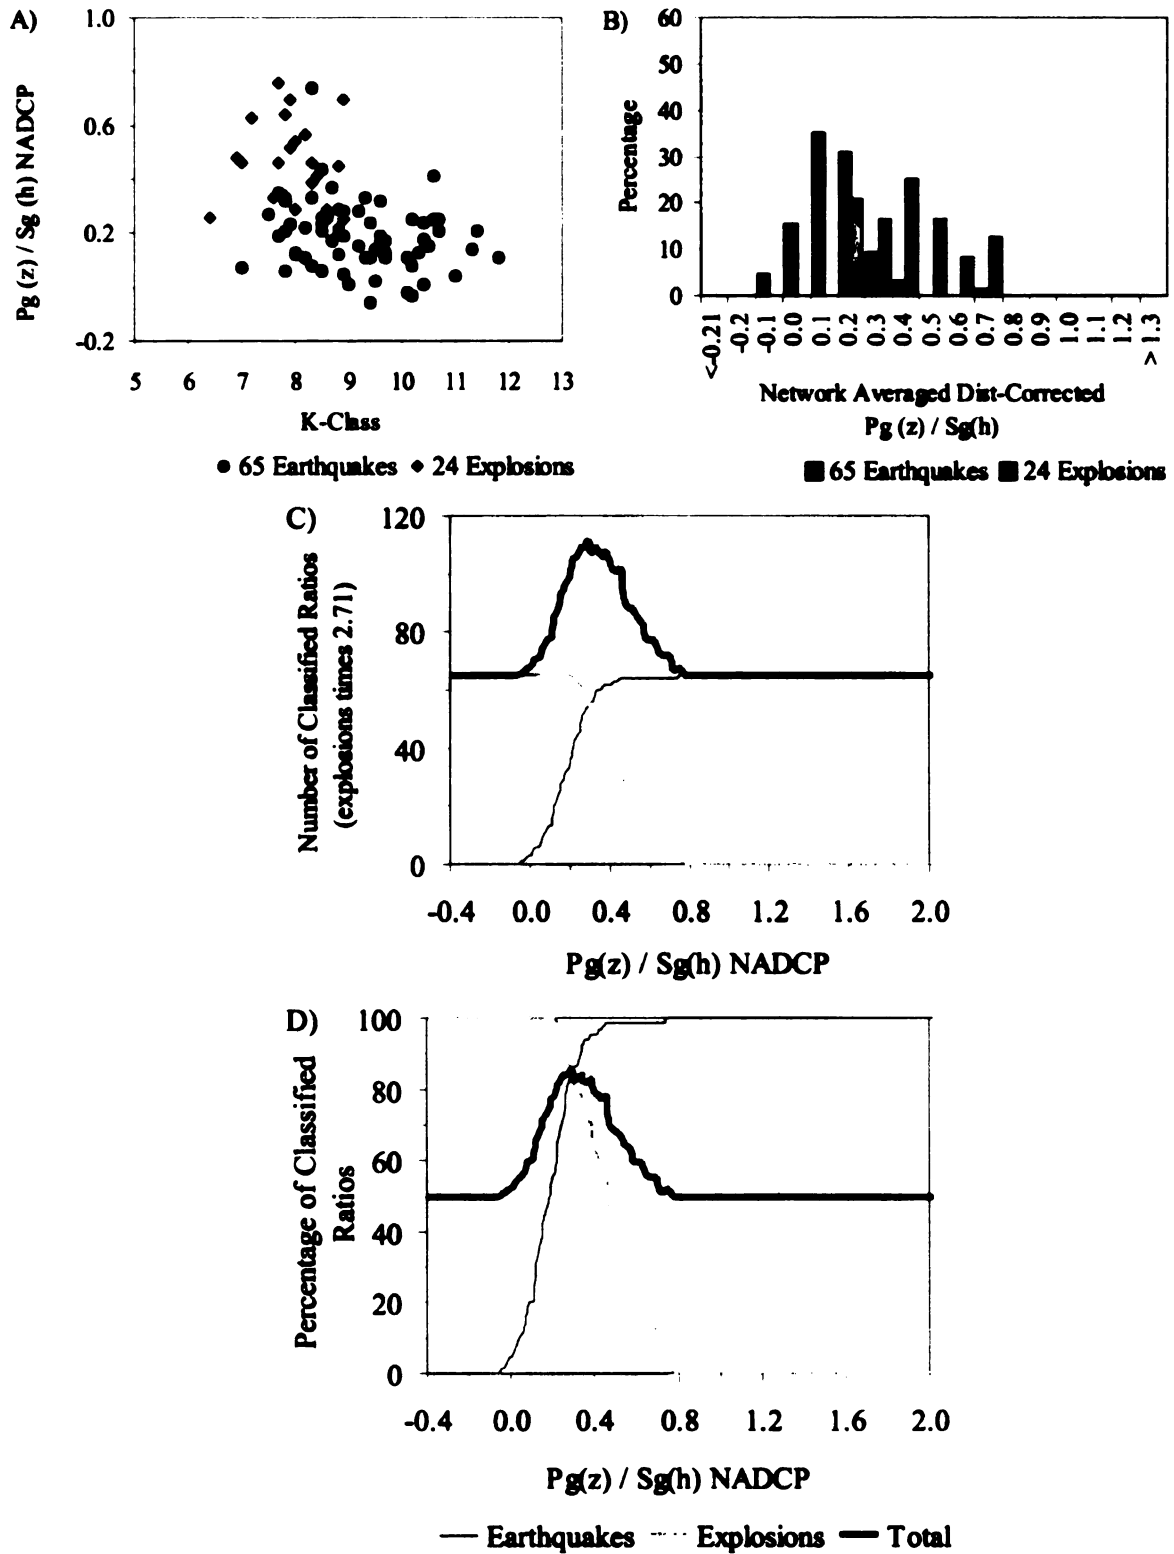 A)
Pg (z) / Sg (h) NADCP
1.0
0.6
0.2
-0.2
5 6 7 8 9 10 11 12 13
K-Class
65 Earthquakes 24 Explosions
B)
Percentage
60
50
40
30
20
10
0
<-0.21 -0.2 -0.1 0.0 0.1 0.2 0.3 0.4 0.5 0.6 0.7 0.8 0.9 1.0 1.1 1.2 > 1.3
Network Averaged Dist-Corrected
Pg (z) / Sg(h)
65 Earthquakes 24 Explosions
C)
Number of Classified Ratios
(explosions times 2.71)
120
80
40
0
-0.4 0.0 0.4 0.8 1.2 1.6 2.0
Pg(z) / Sg(h) NADCP
D)
Percentage of Classified
Ratios
100
80
60
40
20
0
-0.4 0.0 0.4 0.8 1.2 1.6 2.0
Pg(z) / Sg(h) NADCP
Earthquakes Explosions Total